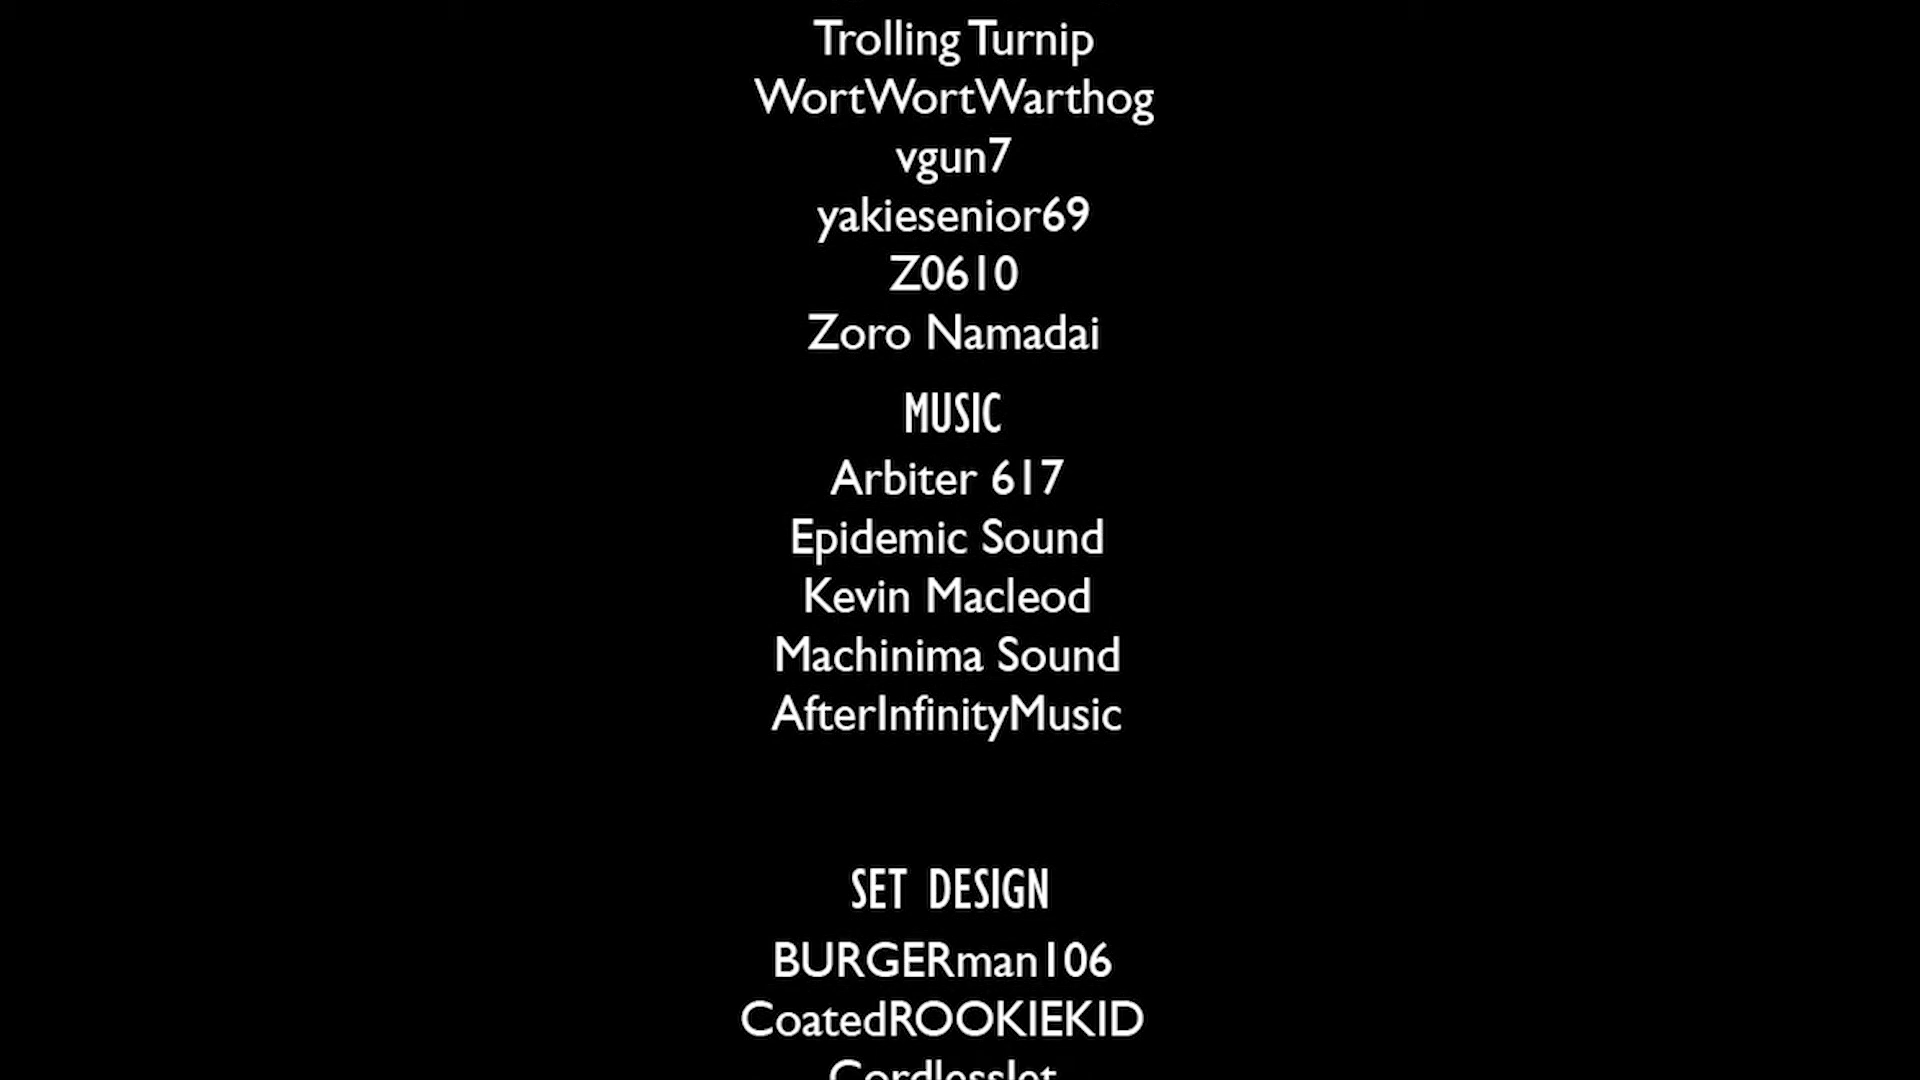 Trolling Turnip
WortWortWarthog
vgun7
yakiesenior69
Z0610
Zoro Namadai
MUSIC
Arbiter 617
Epidemic Sound
Kevin Macleod
Machinima Sound
AfterInfinityMusic
SET DESIGN
BURGERman106
CoatedROOKIEKID